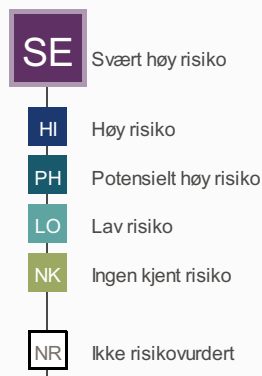 SE Svært høy risiko
HI Høy risiko
PH Potensielt høy risiko
LO Lav risiko
NK Ingen kjent risiko
NR Ikke risikovurdert